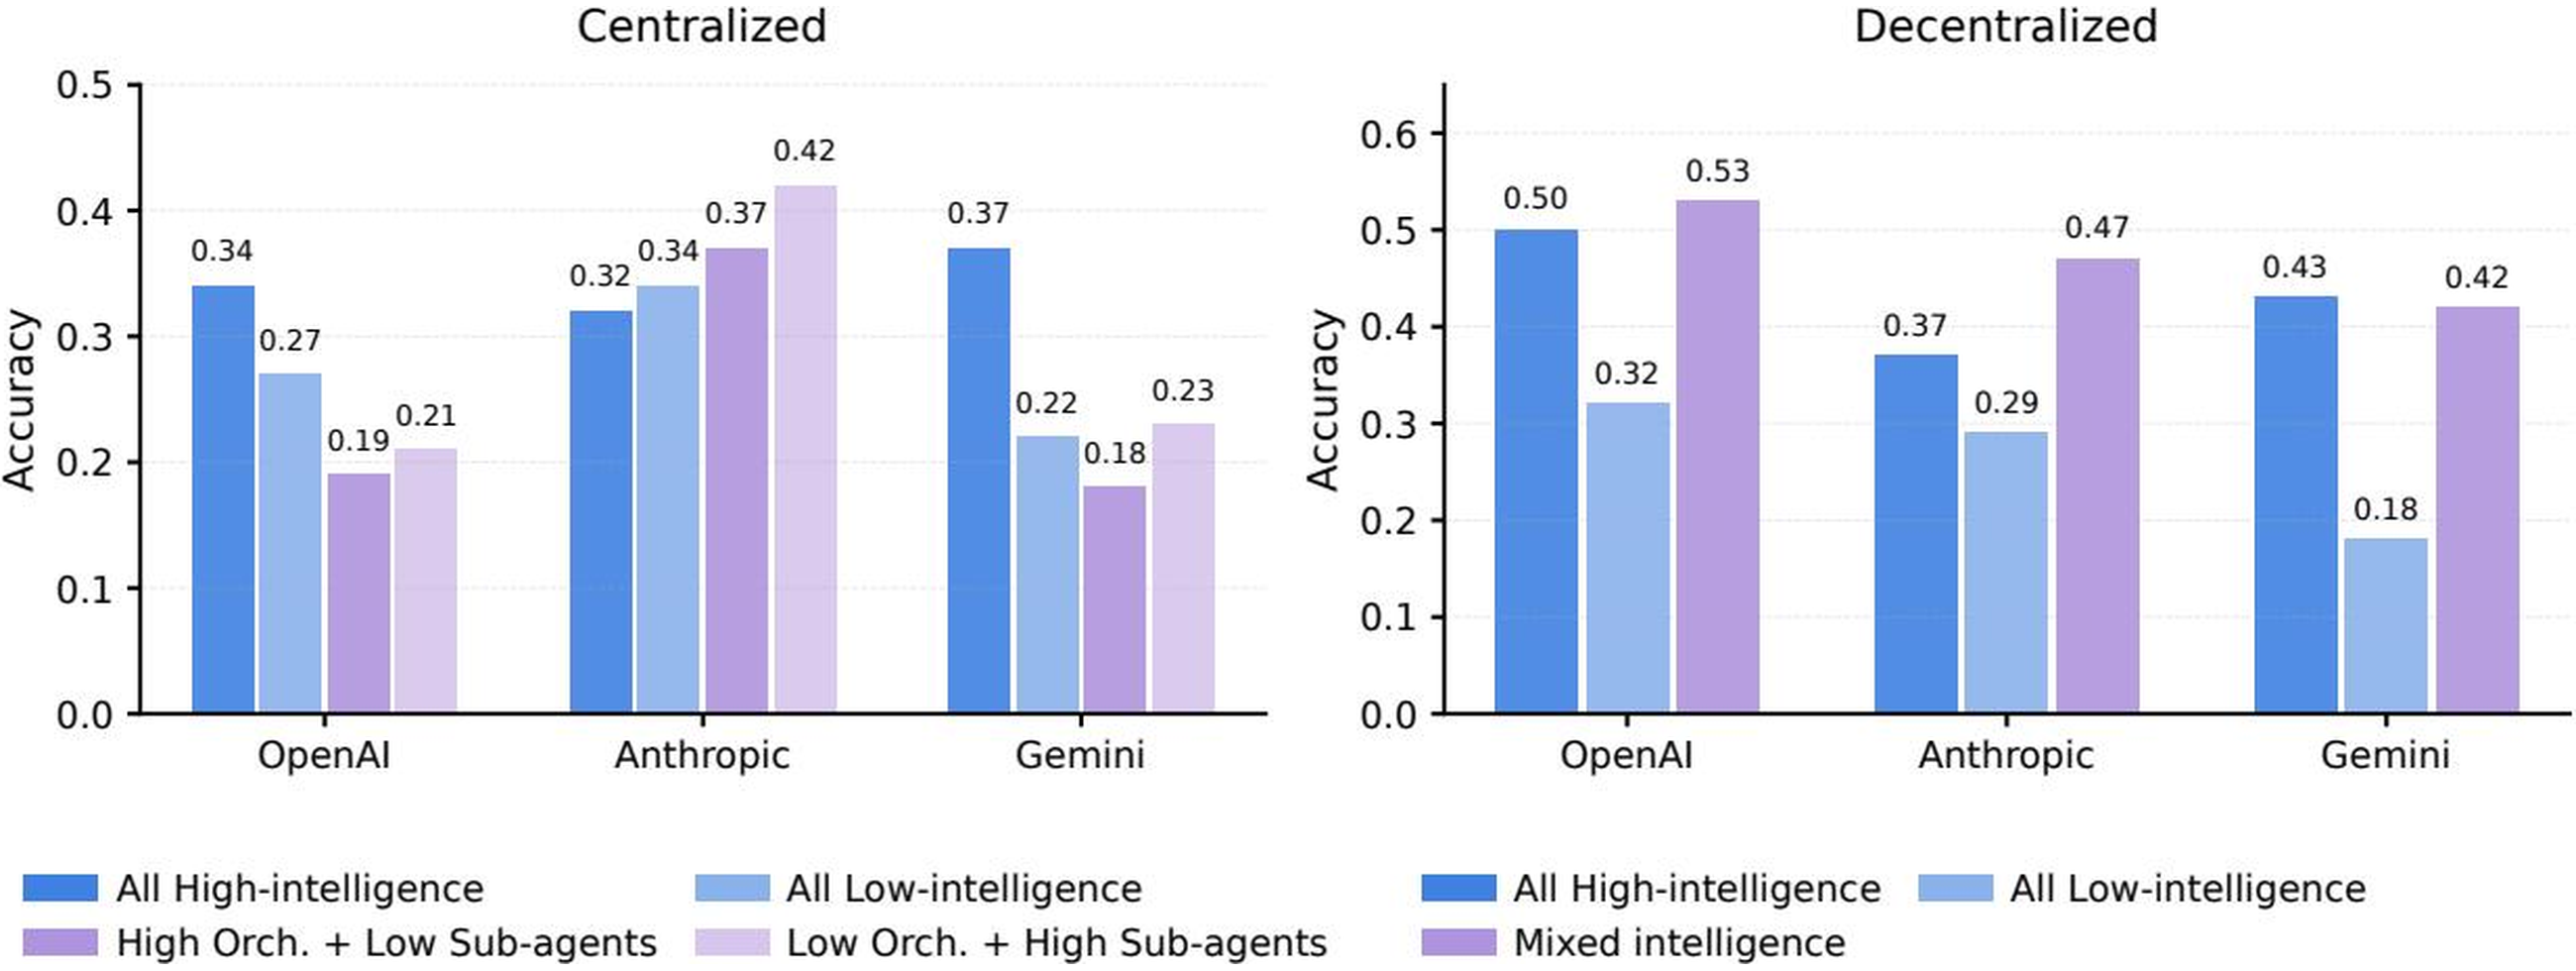 Centralized
0.5
0.4
0.3
0.2
0.1
0.0
Accuracy
0.34
0.27
0.19
0.21
0.32
0.34
0.37
0.42
0.37
0.22
0.18
0.23
OpenAI
Anthropic
Gemini
All High-intelligence
All Low-intelligence
High Orch. + Low Sub-agents
Low Orch. + High Sub-agents
Decentralized
0.6
0.5
0.4
0.3
0.2
0.1
0.0
Accuracy
0.50
0.32
0.53
0.37
0.29
0.47
0.43
0.18
0.42
OpenAI
Anthropic
Gemini
All High-intelligence
All Low-intelligence
Mixed intelligence